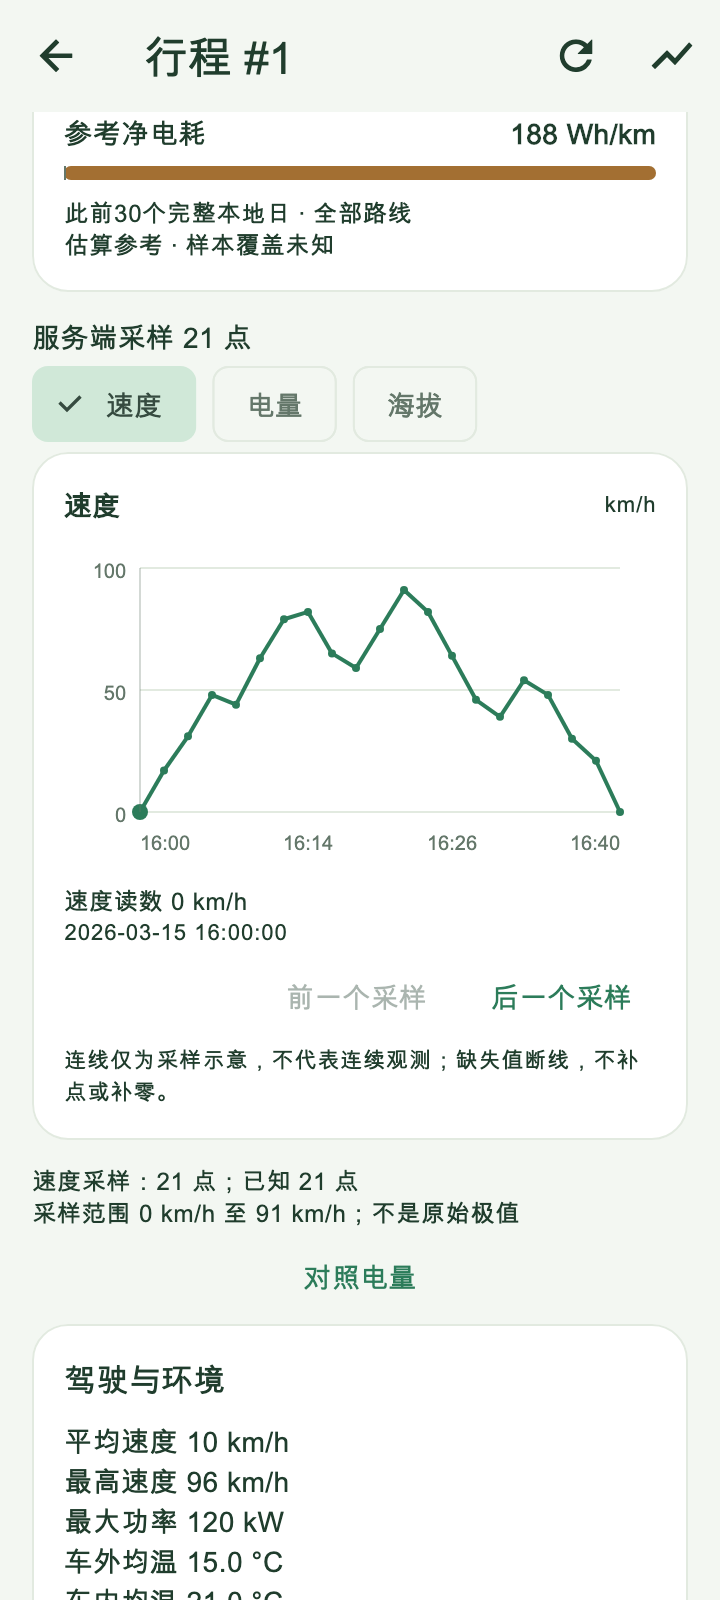 行程 #1
参考净电耗 188 Wh/km
此前30个完整本地日 · 全部路线
估算参考 · 样本覆盖未知
服务端采样 21 点
速度 电量 海拔
速度 km/h
100
50
0
16:00 16:14 16:26 16:40
速度读数 0 km/h
2026-03-15 16:00:00
前一个采样 后一个采样
连线仅为采样示意，不代表连续观测；缺失值断线，不补
点或补零。
速度采样：21 点；已知 21 点
采样范围 0 km/h 至 91 km/h；不是原始极值
对照电量
驾驶与环境
平均速度 10 km/h
最高速度 96 km/h
最大功率 120 kW
车外均温 15.0 °C
车内均温 21.0 °C